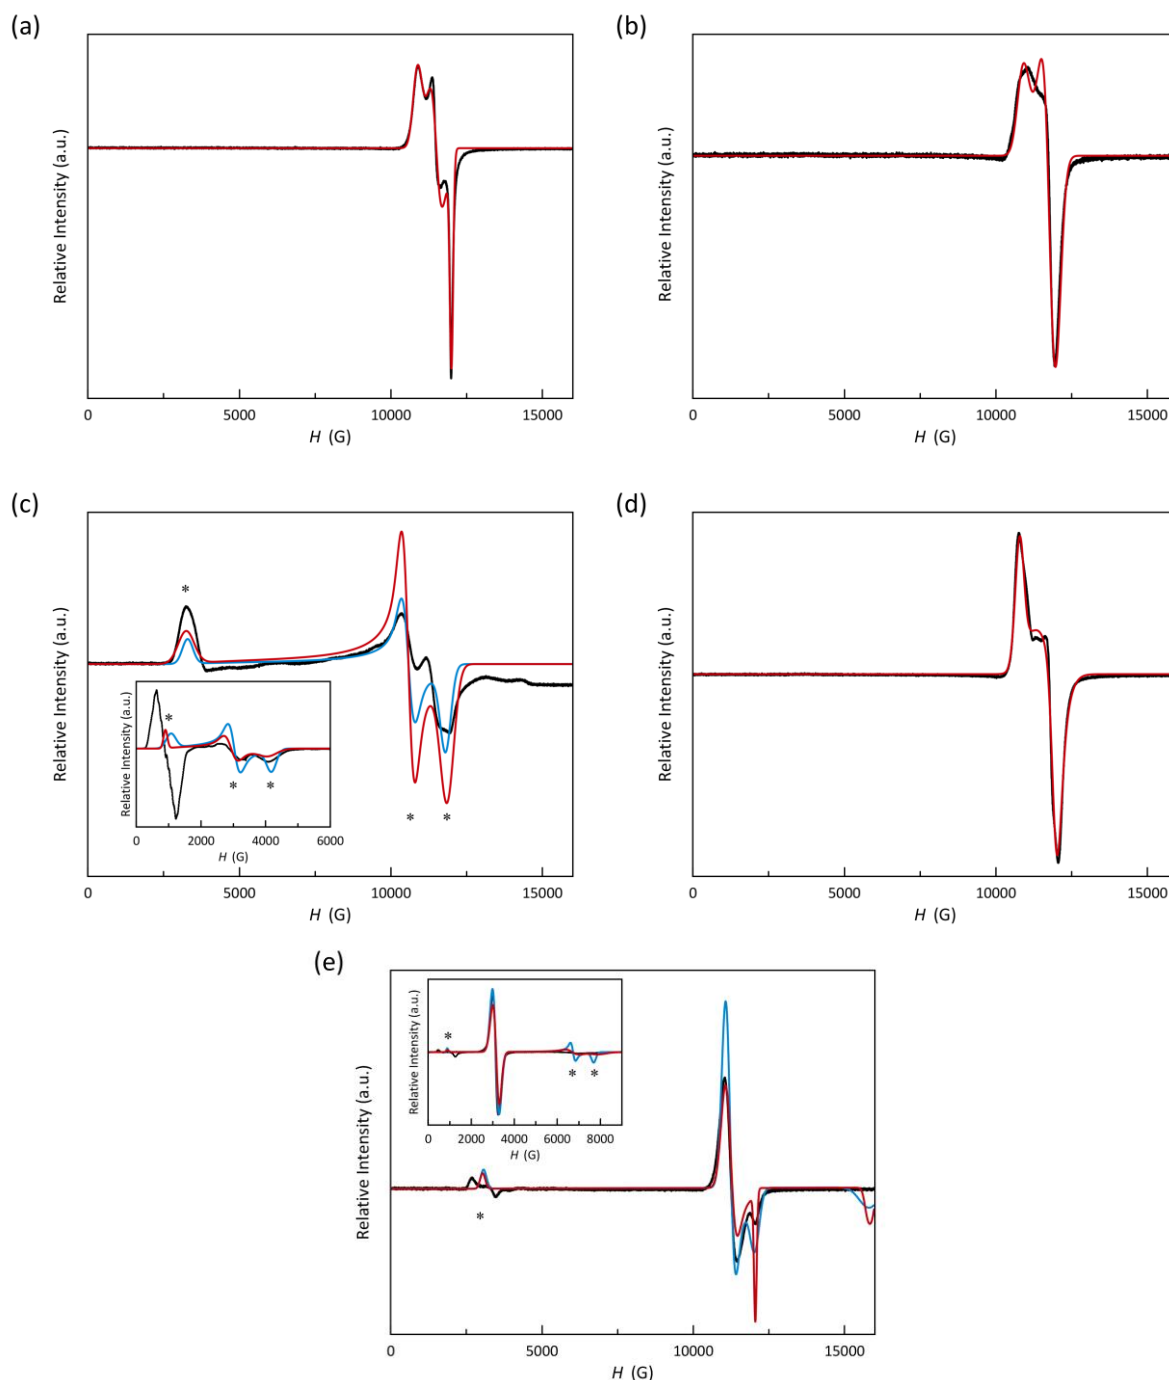 (a)
Relative Intensity (a.u.)
0 5000 10000 15000
H (G)
(b)
Relative Intensity (a.u.)
0 5000 10000 15000
H (G)
(c)
Relative Intensity (a.u.)
*
* *
Relative Intensity (a.u.)
*
* *
0 2000 4000 6000
H (G)
0 5000 10000 15000
H (G)
(d)
Relative Intensity (a.u.)
0 5000 10000 15000
H (G)
(e)
Relative Intensity (a.u.)
Relative Intensity (a.u.)
*
* *
0 2000 4000 6000 8000
H (G)
*
0 5000 10000 15000
H (G)